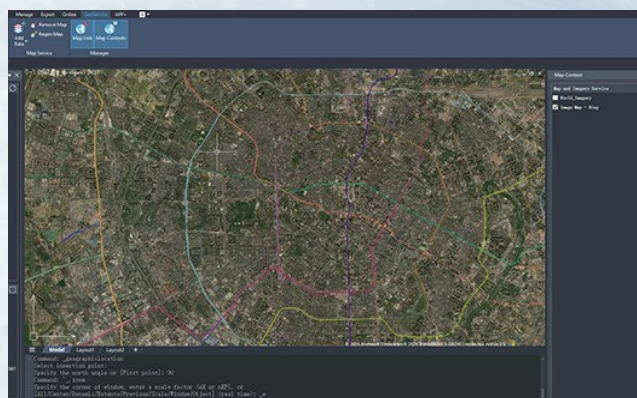 Manage Export Online GeoService APP+
Add
Data
Remove Map
Regen Map
Map Service
Map Link
Map Contents
Manager
Map Content
Map and Imagery Service
World_Imagery
Image Map - Bing
Model Layout1 Layout2 +
Command: _geographiclocation
Select insertion point:
Specify the north angle or [First point]: 90
Command: '_.zoom
Specify the corner of window, enter a scale factor (nX or nXP), or
[All/Center/Dynamic/Extents/Previous/Scale/Window/Object] (real time): _e